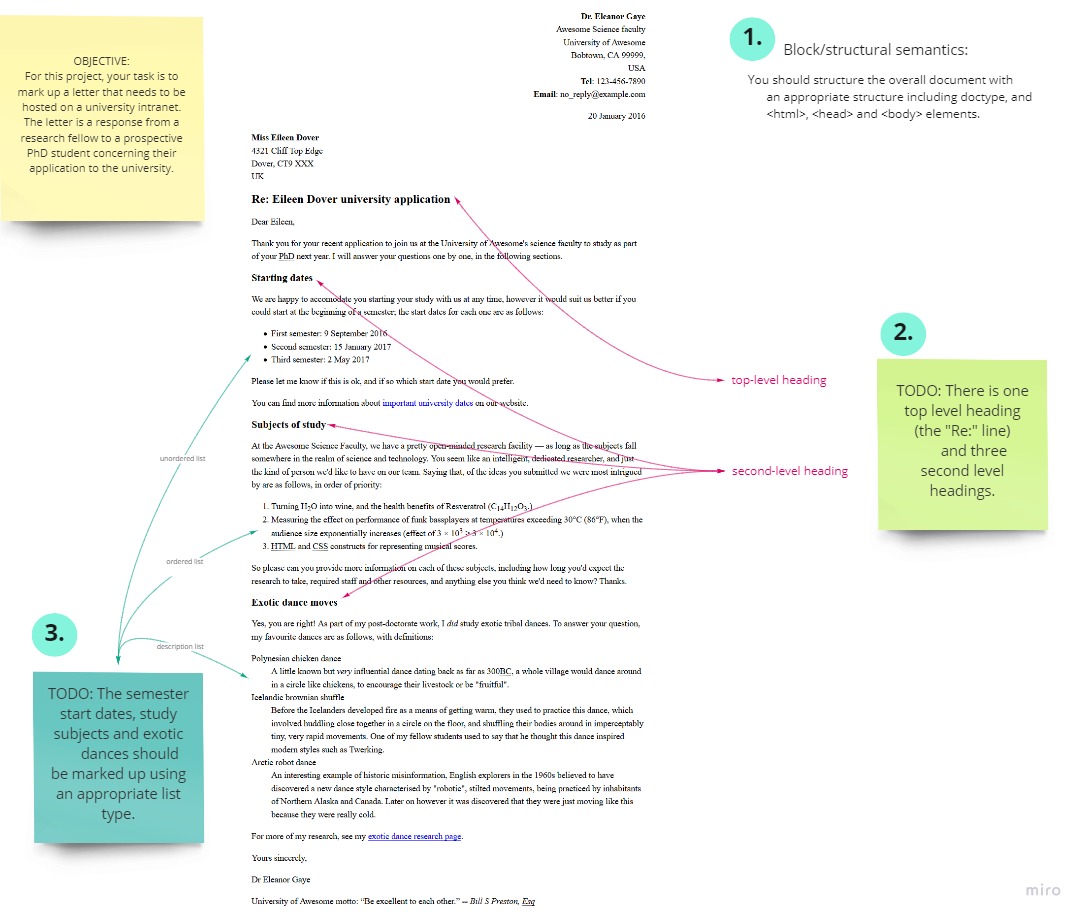 OBJECTIVE:
For this project, your task is to
mark up a letter that needs to be
hosted on a university intranet.
The letter is a response from a
research fellow to a prospective
PhD student concerning their
application to the university.
Dr. Eleanor Gaye
Awesome Science faculty
University of Awesome
Bobtown, CA 99999,
USA
Tel: 123-456-7890
Email: no_reply@example.com
20 January 2016
1.
Block/structural semantics:
You should structure the overall document with
an appropriate structure including doctype, and
<html>, <head> and <body> elements.
Miss Eileen Dover
4321 Cliff Top Edge
Dover, CT9 XXX
UK
Re: Eileen Dover university application
Dear Eileen,
Thank you for your recent application to join us at the University of Awesome's science faculty to study as part
of your PhD next year. I will answer your questions one by one, in the following sections.
Starting dates
We are happy to accomodate you starting your study with us at any time, however it would suit us better if you
could start at the beginning of a semester; the start dates for each one are as follows:
• First semester: 9 September 2016
• Second semester: 15 January 2017
• Third semester: 2 May 2017
Please let me know if this is ok, and if so which start date you would prefer.
You can find more information about important university dates on our website.
Subjects of study
At the Awesome Science Faculty, we have a pretty open-minded research facility — as long as the subjects fall
somewhere in the realm of science and technology. You seem like an intelligent, dedicated researcher, and just
the kind of person we'd like to have on our team. Saying that, of the ideas you submitted we were most intrigued
by are as follows, in order of priority:
1. Turning H₂O into wine, and the health benefits of Resveratrol (C₁₄H₁₂O₃.)
2. Measuring the effect on performance of funk bassplayers at temperatures exceeding 30°C (86°F), when the
audience size exponentially increases (effect of 3 × 10³ > 3 × 10⁴.)
3. HTML and CSS constructs for representing musical scores.
So please can you provide more information on each of these subjects, including how long you'd expect the
research to take, required staff and other resources, and anything else you think we'd need to know? Thanks.
Exotic dance moves
Yes, you are right! As part of my post-doctorate work, I did study exotic tribal dances. To answer your question,
my favourite dances are as follows, with definitions:
Polynesian chicken dance
A little known but very influential dance dating back as far as 300BC, a whole village would dance around
in a circle like chickens, to encourage their livestock or be "fruitful".
Icelandic brownian shuffle
Before the Icelanders developed fire as a means of getting warm, they used to practice this dance, which
involved huddling close together in a circle on the floor, and shuffling their bodies around in imperceptably
tiny, very rapid movements. One of my fellow students used to say that he thought this dance inspired
modern styles such as Twerking.
Arctic robot dance
An interesting example of historic misinformation, English explorers in the 1960s believed to have
discovered a new dance style characterised by "robotic", stilted movements, being practiced by inhabitants
of Northern Alaska and Canada. Later on however it was discovered that they were just moving like this
because they were really cold.
For more of my research, see my exotic dance research page.
Yours sincerely,
Dr Eleanor Gaye
University of Awesome motto: “Be excellent to each other.” -- Bill S Preston, Esq
top-level heading
second-level heading
2.
TODO: There is one
top level heading
(the "Re:" line)
and three
second level
headings.
unordered list
ordered list
description list
3.
TODO: The semester
start dates, study
subjects and exotic
dances should
be marked up using
an appropriate list
type.
miro